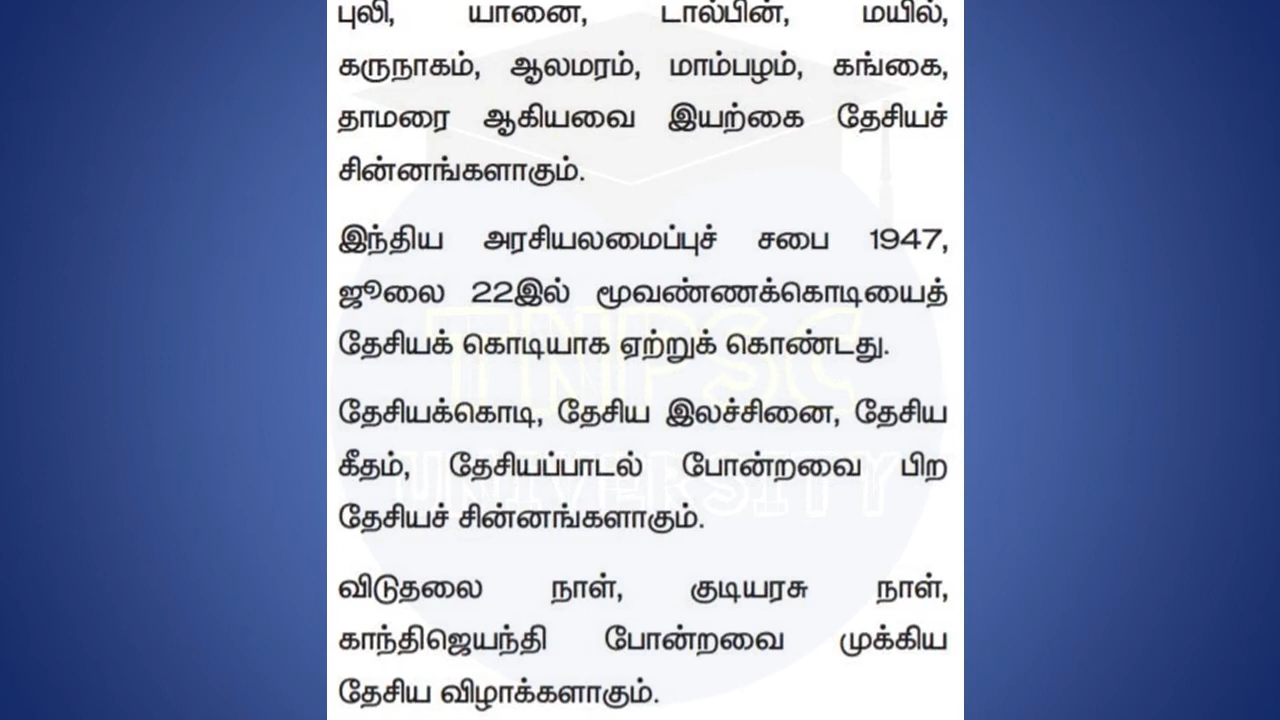 புலி, யானை, டால்பின், மயில்,
கருநாகம், ஆலமரம், மாம்பழம், கங்கை,
தாமரை ஆகியவை இயற்கை தேசியச்
சின்னங்களாகும்.
இந்திய அரசியலமைப்புச் சபை 1947,
ஜூலை 22இல் மூவண்ணக்கொடியைத்
தேசியக் கொடியாக ஏற்றுக் கொண்டது.
தேசியக்கொடி, தேசிய இலச்சினை, தேசிய
கீதம், தேசியப்பாடல் போன்றவை பிற
தேசியச் சின்னங்களாகும்.
விடுதலை நாள், குடியரசு நாள்,
காந்திஜெயந்தி போன்றவை முக்கிய
தேசிய விழாக்களாகும்.
TNPSC
UNIVERSITY